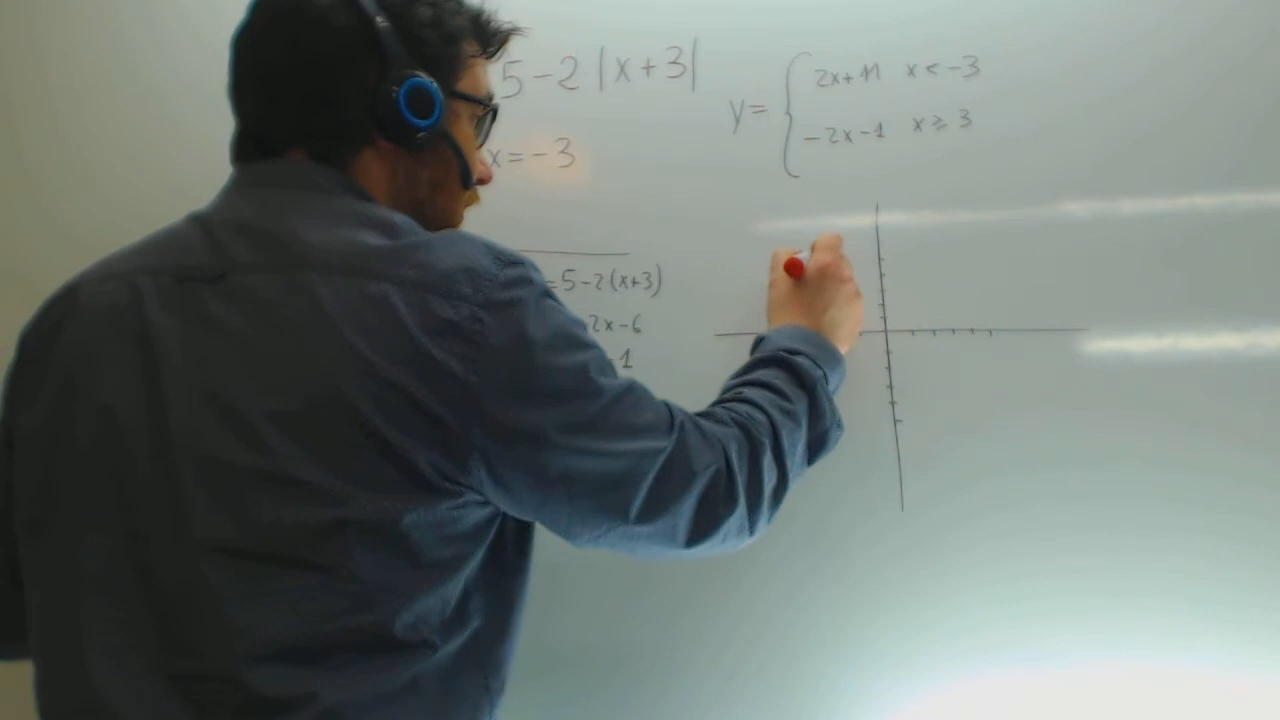 5-2|x+3|
x=-3
=5-2(x+3)
2x-6
-1
y= { 2x+11 x<-3
-2x-1 x⩾3